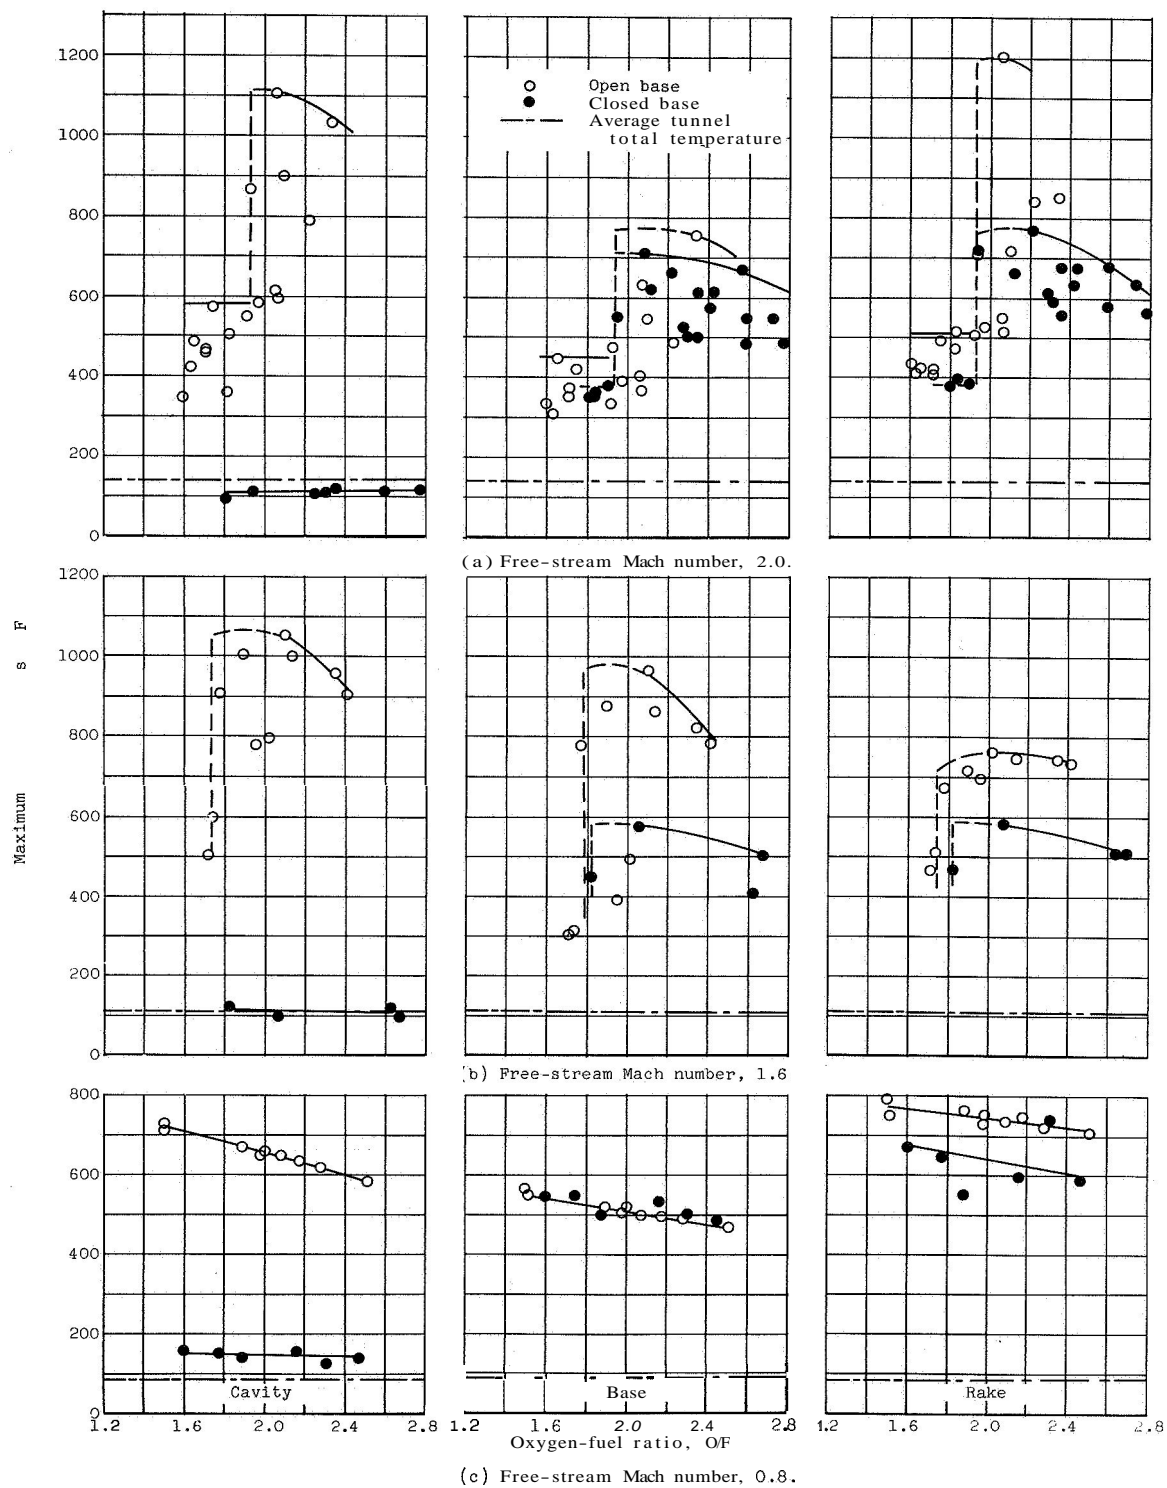 1200
1000
800
600
400
200
0
Open base
Closed base
Average tunnel
total temperature
(a) Free-stream Mach number, 2.0.
1200
1000
800
600
400
200
0
Maximum s F
(b) Free-stream Mach number, 1.6
800
600
400
200
0
Cavity
Base
Rake
1.2 1.6 2.0 2.4 2.8
1.2 1.6 2.0 2.4 2.8
1.2 1.6 2.0 2.4 2.8
Oxygen-fuel ratio, O/F
(c) Free-stream Mach number, 0.8.